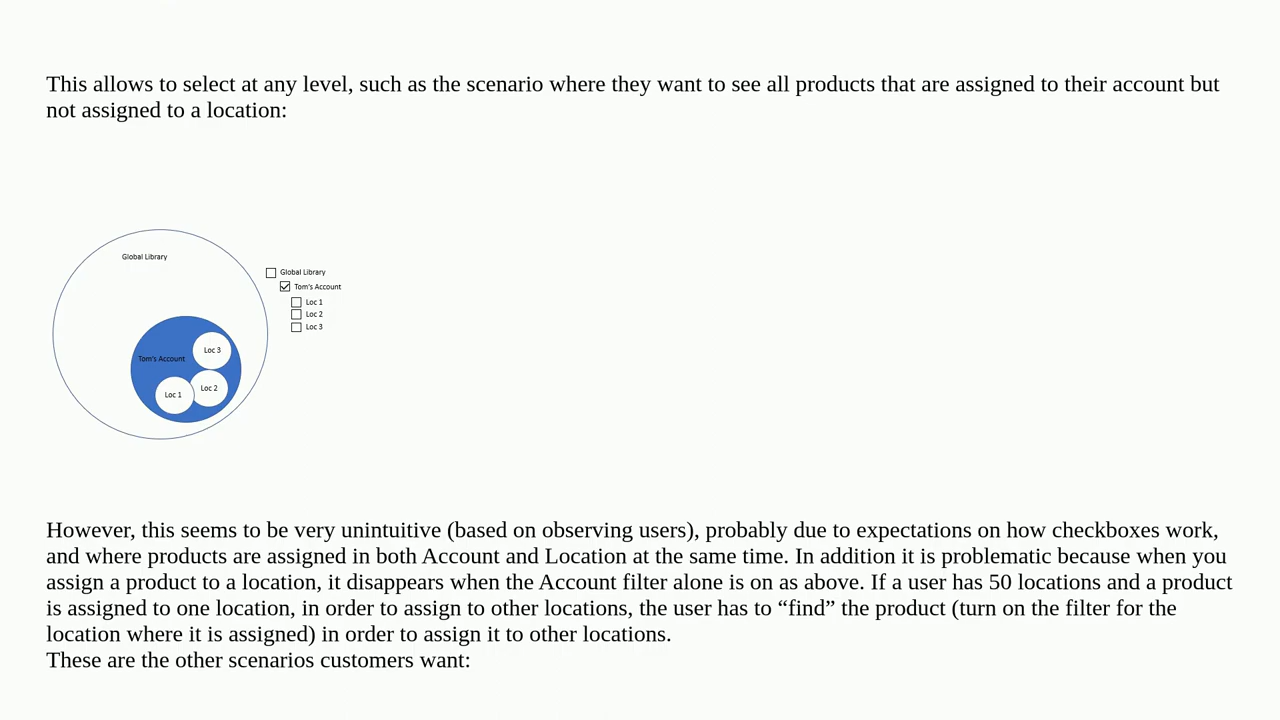 This allows to select at any level, such as the scenario where they want to see all products that are assigned to their account but
not assigned to a location:
Global Library
Tom's Account
Loc 3
Loc 2
Loc 1
Global Library
Tom's Account
Loc 1
Loc 2
Loc 3
However, this seems to be very unintuitive (based on observing users), probably due to expectations on how checkboxes work,
and where products are assigned in both Account and Location at the same time. In addition it is problematic because when you
assign a product to a location, it disappears when the Account filter alone is on as above. If a user has 50 locations and a product
is assigned to one location, in order to assign to other locations, the user has to “find” the product (turn on the filter for the
location where it is assigned) in order to assign it to other locations.
These are the other scenarios customers want: